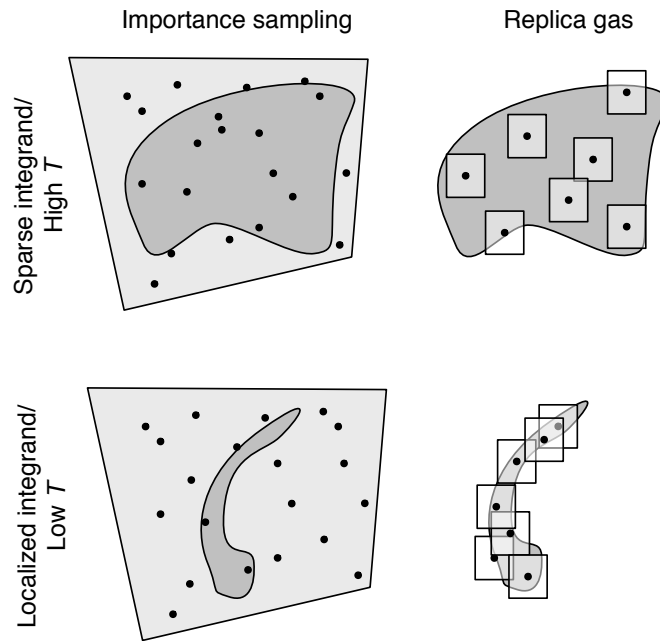 Importance sampling
Replica gas
Sparse integrand/
High T
Localized integrand/
Low T